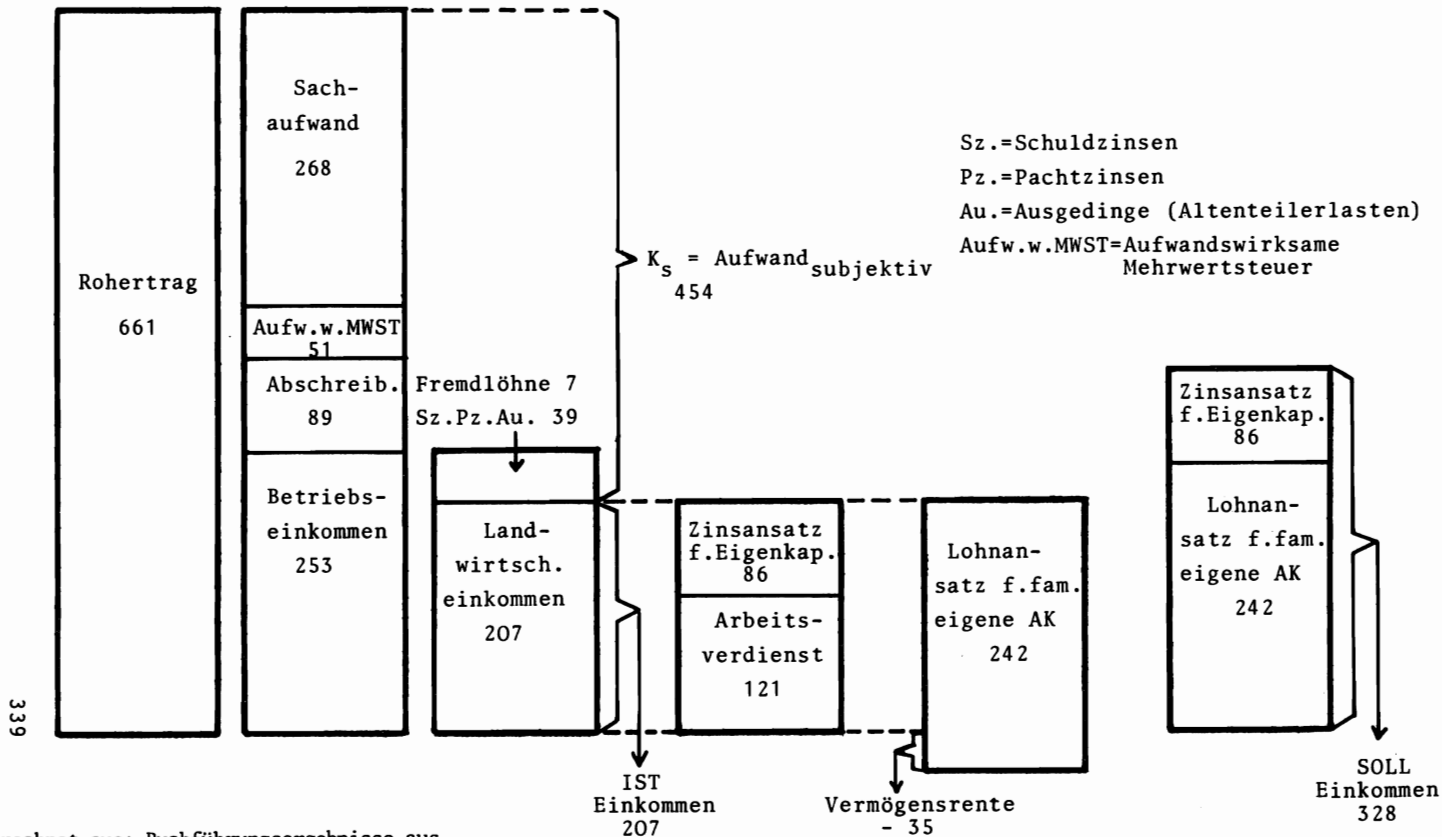 Rohertrag
661
Sach-
aufwand
268
Aufw.w.MWST
51
Abschreib.
89
Betriebs-
einkommen
253
Fremdlöhne 7
Sz.Pz.Au. 39
Land-
wirtsch.
einkommen
207
K_s = Aufwand_subjektiv
454
Sz.=Schuldzinsen
Pz.=Pachtzinsen
Au.=Ausgedinge (Altenteilerlasten)
Aufw.w.MWST=Aufwandswirksame
Mehrwertsteuer
Zinsansatz
f.Eigenkap.
86
Arbeits-
verdienst
121
Lohnan-
satz f.fam.
eigene AK
242
Zinsansatz
f.Eigenkap.
86
Lohnan-
satz f.fam.
eigene AK
242
IST
Einkommen
207
Vermögensrente
- 35
SOLL
Einkommen
328
339